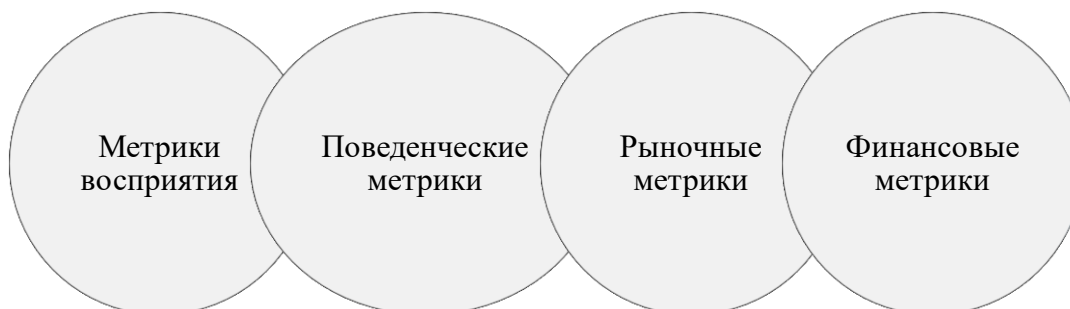 Метрики
восприятия
Поведенческие
метрики
Рыночные
метрики
Финансовые
метрики